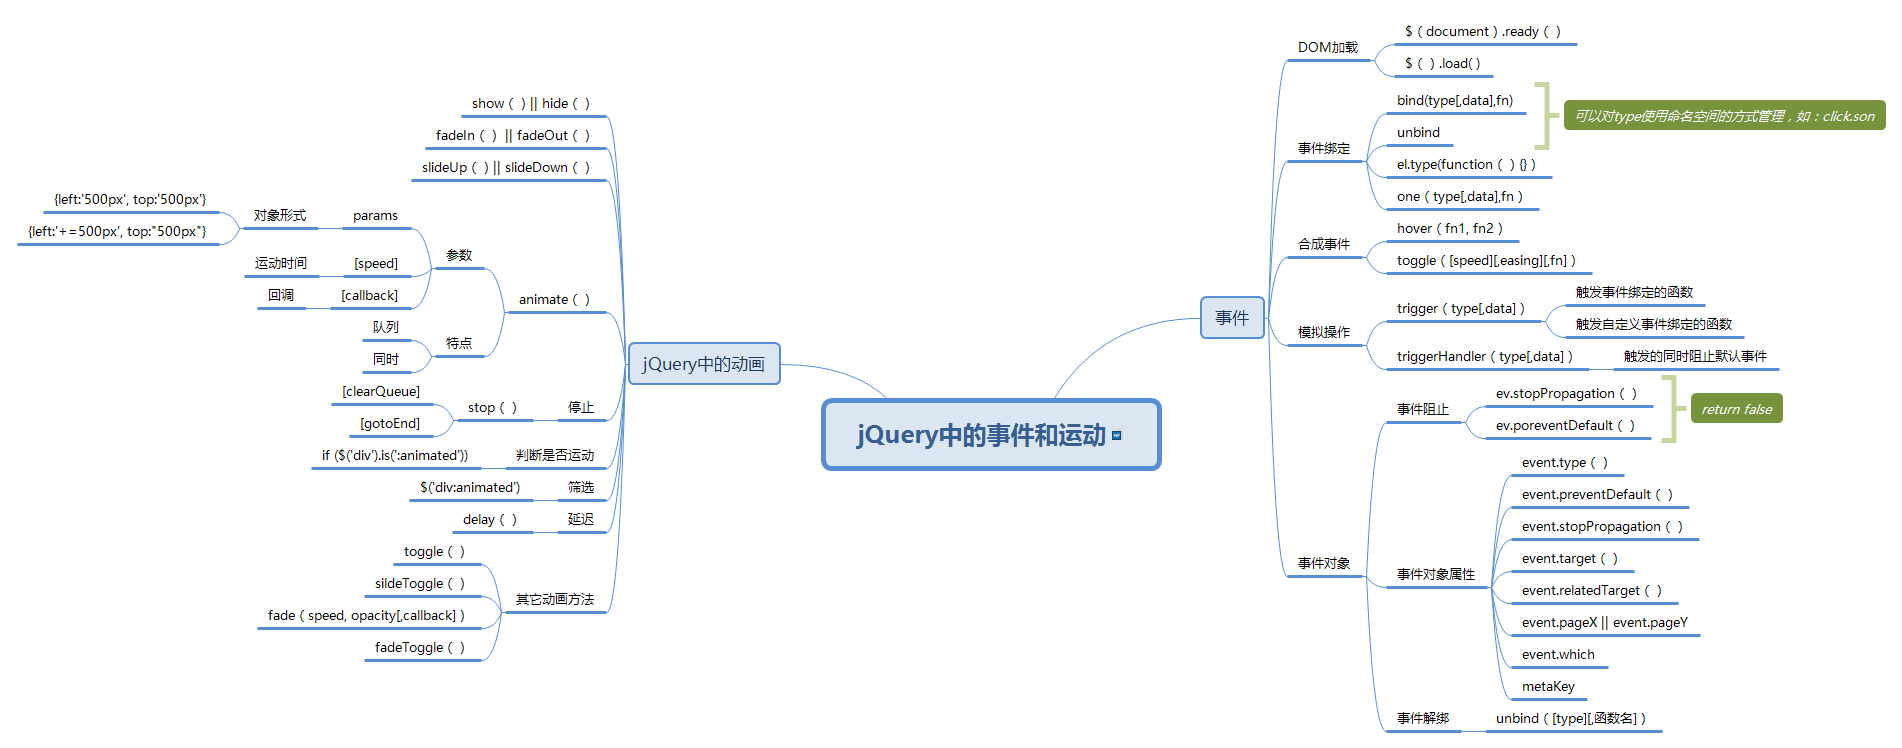 jQuery中的事件和运动
事件
DOM加载
$（document）.ready（ ）
$（ ）.load( )
事件绑定
bind(type[,data],fn)
unbind
可以对type使用命名空间的方式管理，如：click.son
el.type(function（ ）{}）
one（type[,data],fn）
合成事件
hover（fn1, fn2）
toggle（[speed][,easing][,fn]）
模拟操作
trigger（type[,data]）
触发事件绑定的函数
触发自定义事件绑定的函数
triggerHandler（type[,data]）
触发的同时阻止默认事件
事件对象
事件阻止
ev.stopPropagation（ ）
ev.poreventDefault（ ）
return false
事件对象属性
event.type（ ）
event.preventDefault（ ）
event.stopPropagation（ ）
event.target（ ）
event.relatedTarget（ ）
event.pageX || event.pageY
event.which
metaKey
事件解绑
unbind（[type][,函数名]）
jQuery中的动画
show（ ）|| hide（ ）
fadeIn（ ） || fadeOut（ ）
slideUp（ ）|| slideDown（ ）
animate（ ）
参数
params
对象形式
{left:'500px', top:'500px'}
{left:'+=500px', top:"500px"}
[speed]
运动时间
[callback]
回调
特点
队列
同时
停止
stop（ ）
[clearQueue]
[gotoEnd]
判断是否运动
if ($('div').is(':animated'))
筛选
$('div:animated')
延迟
delay（ ）
其它动画方法
toggle（ ）
sildeToggle（ ）
fade（speed, opacity[,callback]）
fadeToggle（ ）